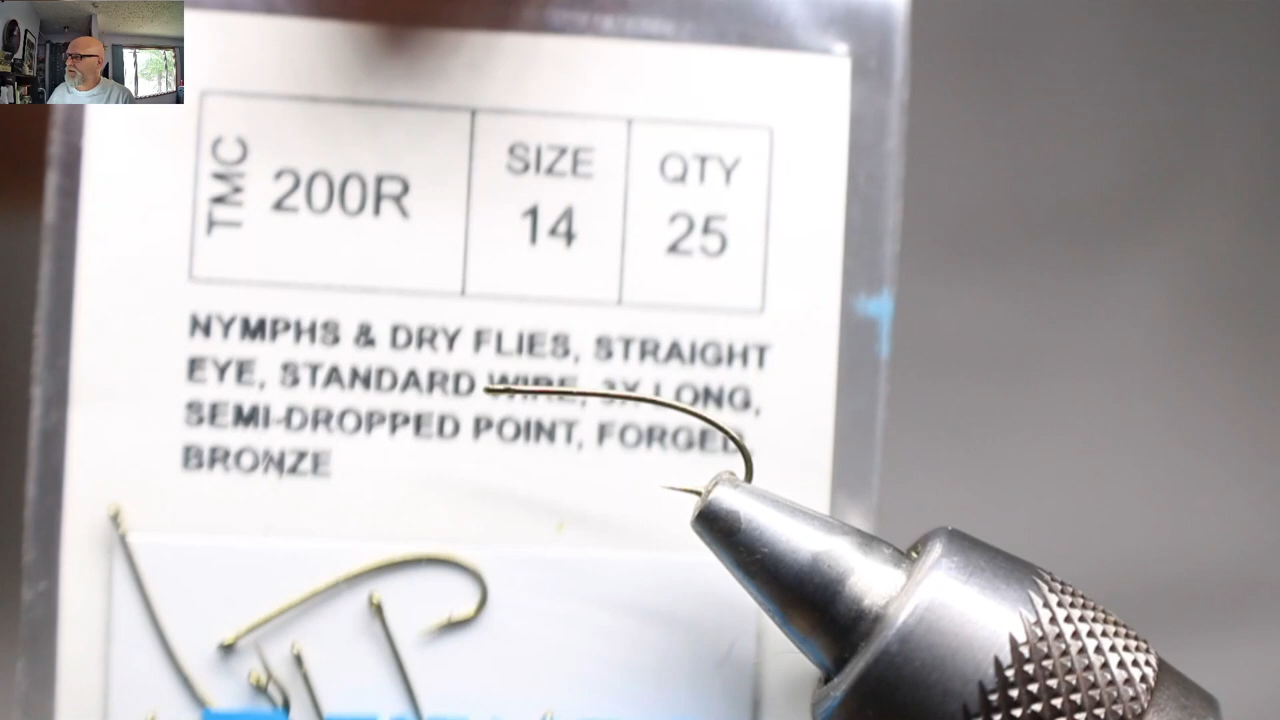 TMC 200R SIZE 14 QTY 25
NYMPHS & DRY FLIES, STRAIGHT
EYE, STANDARD WIRE, 3X LONG,
SEMI-DROPPED POINT, FORGED
BRONZE